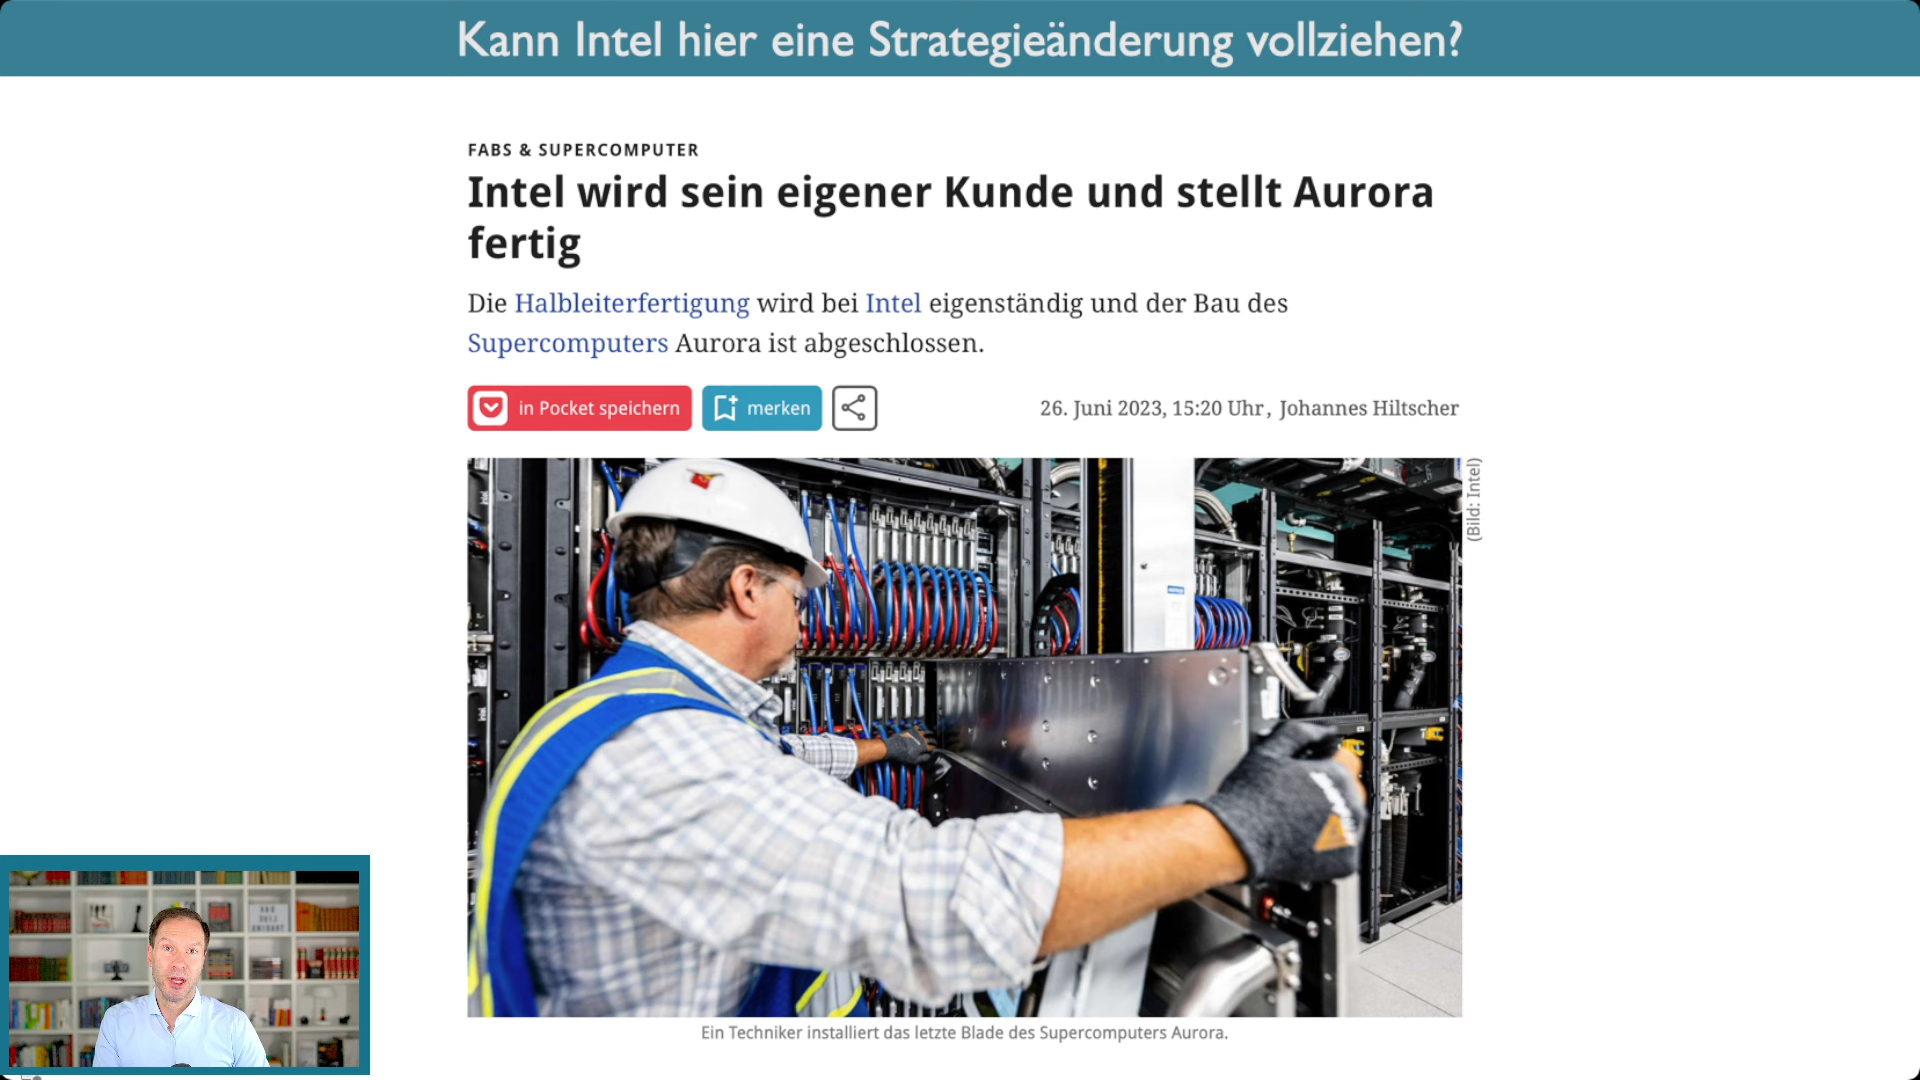 Kann Intel hier eine Strategieänderung vollziehen?
FABS & SUPERCOMPUTER
Intel wird sein eigener Kunde und stellt Aurora
fertig
Die Halbleiterfertigung wird bei Intel eigenständig und der Bau des
Supercomputers Aurora ist abgeschlossen.
in Pocket speichern
merken
26. Juni 2023, 15:20 Uhr, Johannes Hiltscher
(Bild: Intel)
Ein Techniker installiert das letzte Blade des Supercomputers Aurora.